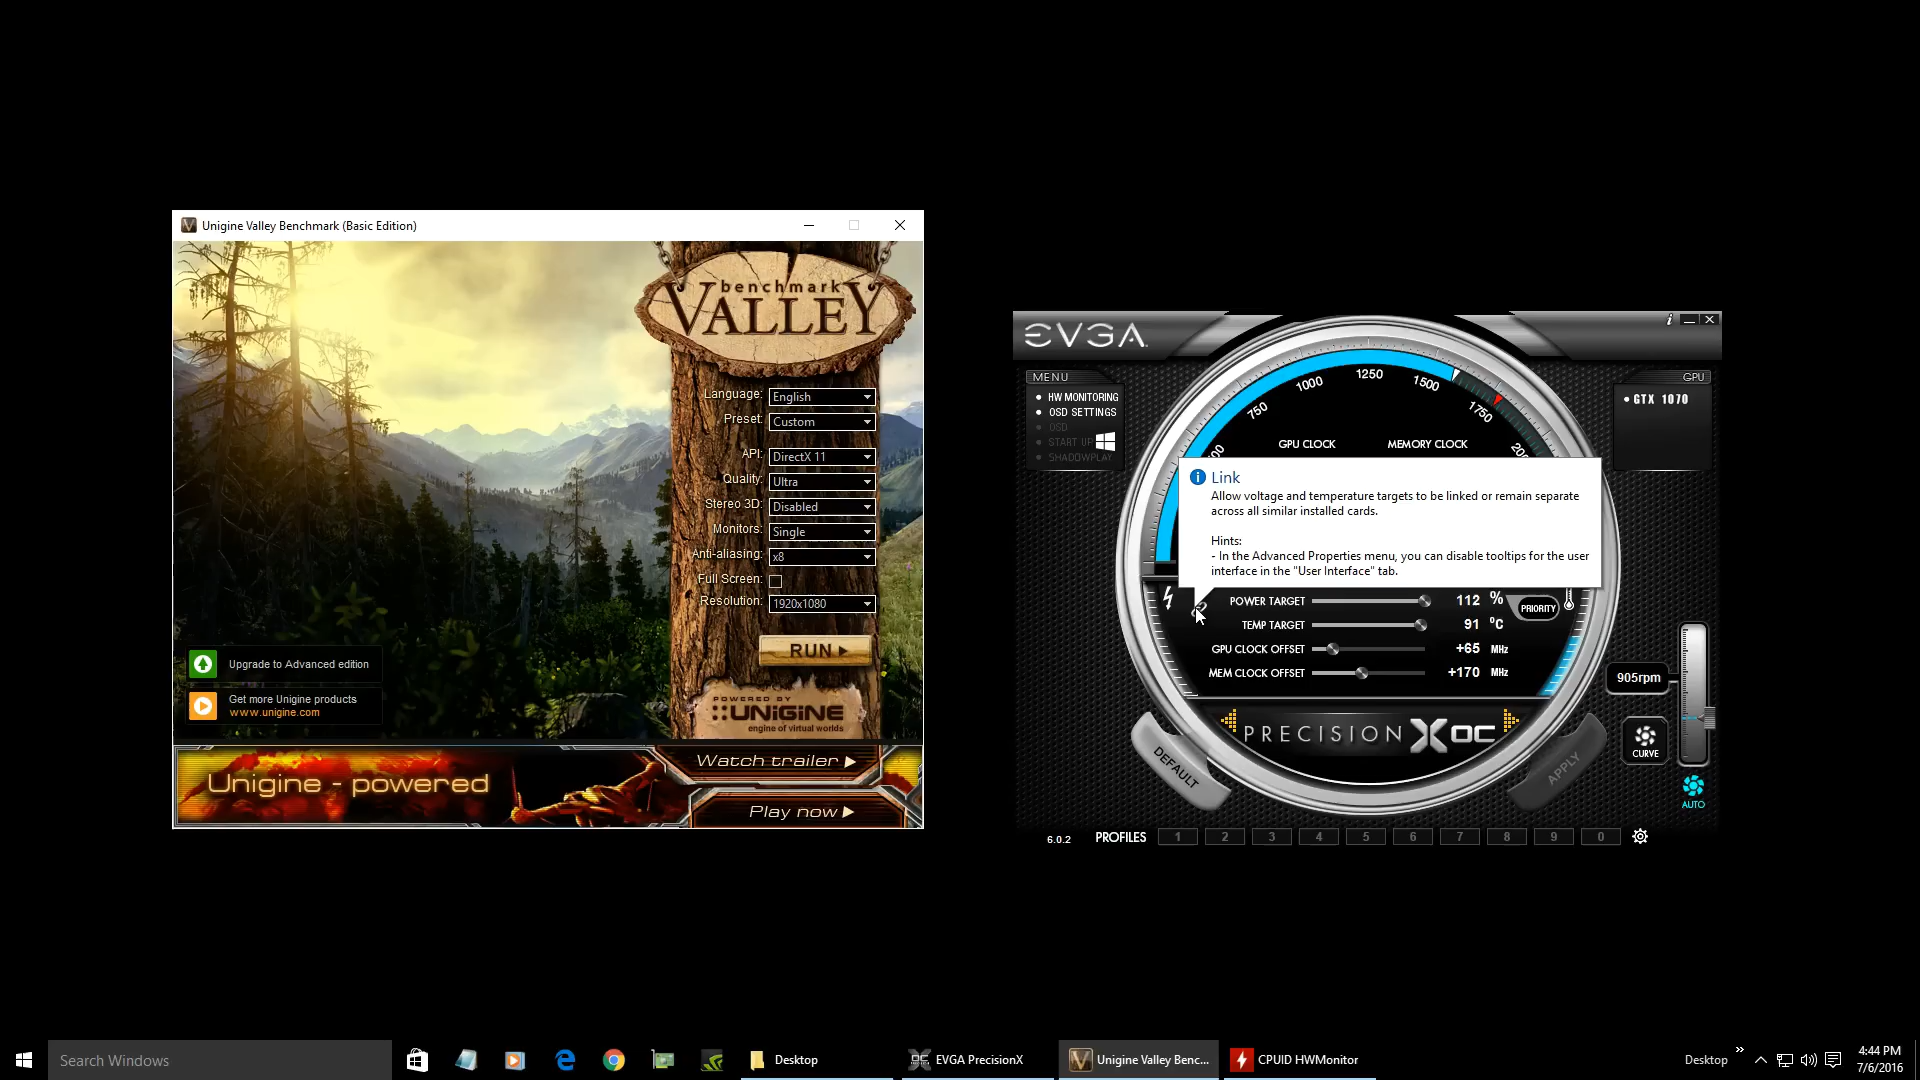 Unigine Valley Benchmark (Basic Edition)
benchmark
VALLEY
Language: English
Preset: Custom
API: DirectX 11
Quality: Ultra
Stereo 3D: Disabled
Monitors: Single
Anti-aliasing: x8
Full Screen:
Resolution: 1920x1080
RUN
Upgrade to Advanced edition
Get more Unigine products
www.unigine.com
POWERED BY
UNiGiNE
engine of virtual worlds
Unigine - powered
Watch trailer
Play now
EVGA
i
MENU
HW MONITORING
OSD SETTINGS
OSD
START UP
SHADOWPLAY
GPU
GTX 1070
750
1000
1250
1500
1750
GPU CLOCK
MEMORY CLOCK
Link
Allow voltage and temperature targets to be linked or remain separate
across all similar installed cards.
Hints:
- In the Advanced Properties menu, you can disable tooltips for the user
interface in the "User Interface" tab.
POWER TARGET 112 %
PRIORITY
TEMP TARGET 91 °C
GPU CLOCK OFFSET +65 MHz
MEM CLOCK OFFSET +170 MHz
905rpm
PRECISION XOC
CURVE
DEFAULT
APPLY
AUTO
6.0.2 PROFILES 1 2 3 4 5 6 7 8 9 0
Search Windows
Desktop
EVGA PrecisionX
Unigine Valley Benc...
CPUID HWMonitor
Desktop
4:44 PM
7/6/2016